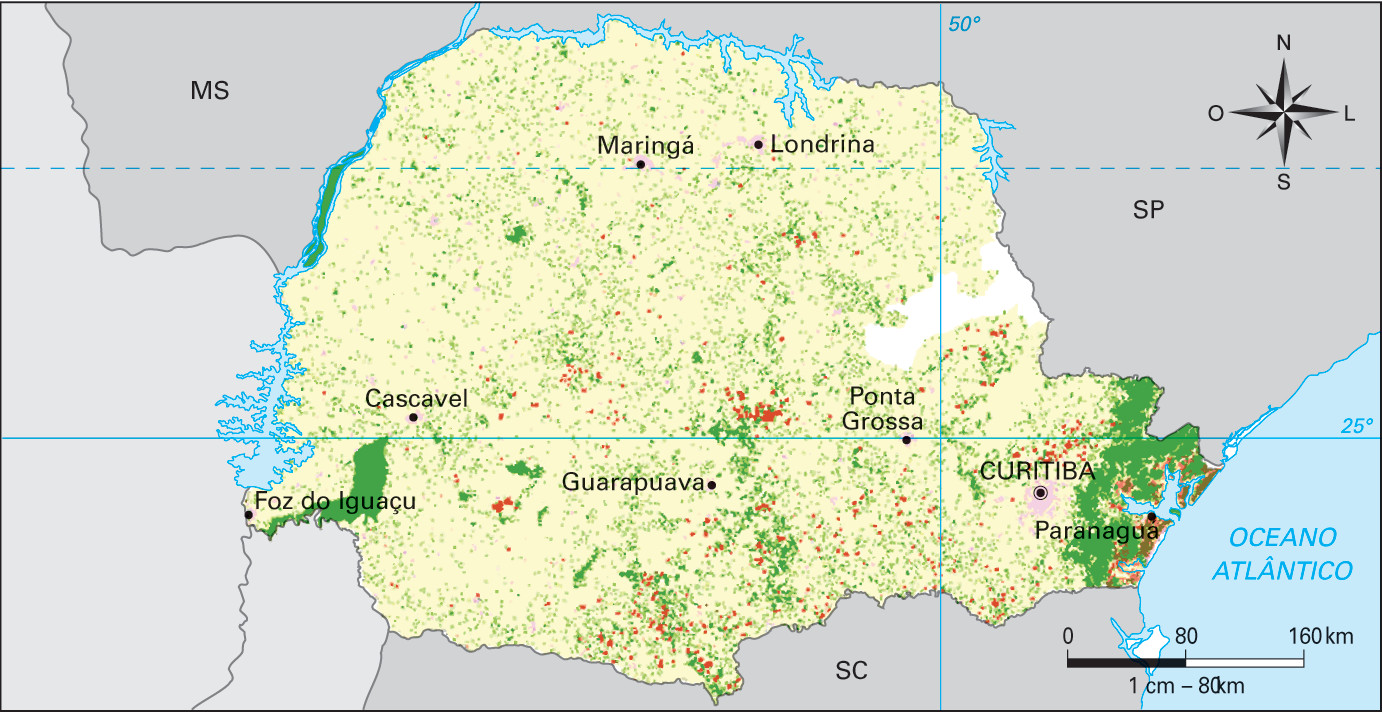 50°
N
MS
O
L
Maringá
Londrina
S
SP
Cascavel
Ponta
Grossa
25°
CURITIBA
Guarapuava
Foz do Iguaçu
Paranaguá
OCEANO
ATLÂNTICO
0 80 160 km
SC
1 cm – 80 km